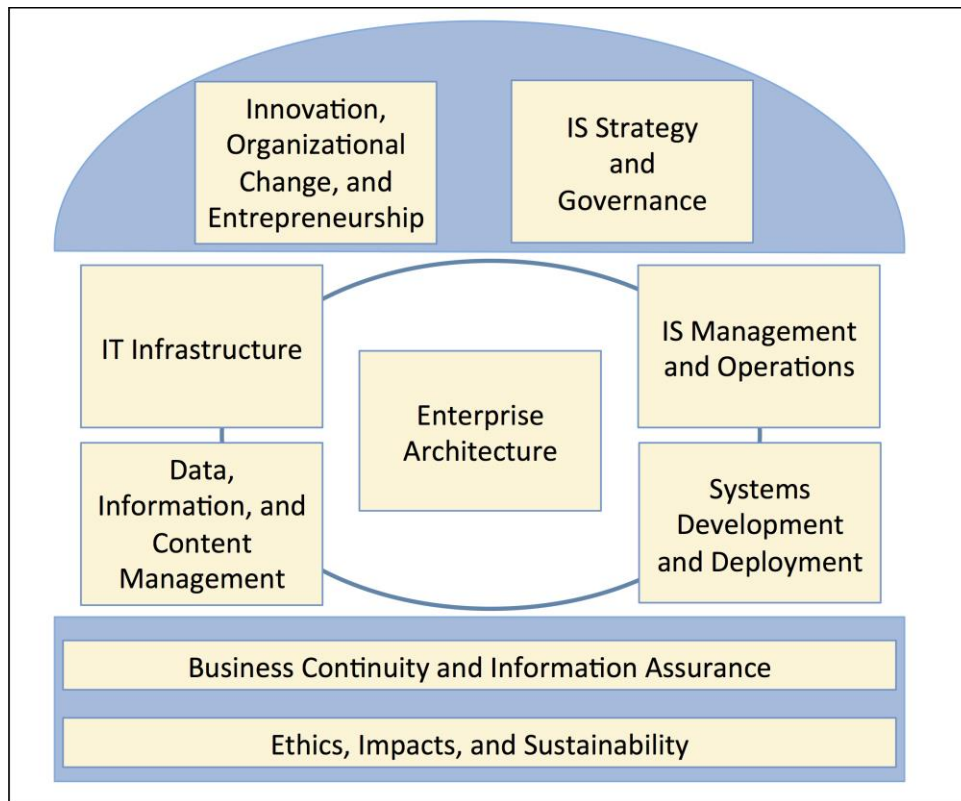 Innovation,
Organizational
Change, and
Entrepreneurship
IS Strategy
and
Governance
IT Infrastructure
IS Management
and Operations
Enterprise
Architecture
Data,
Information, and
Content
Management
Systems
Development
and Deployment
Business Continuity and Information Assurance
Ethics, Impacts, and Sustainability